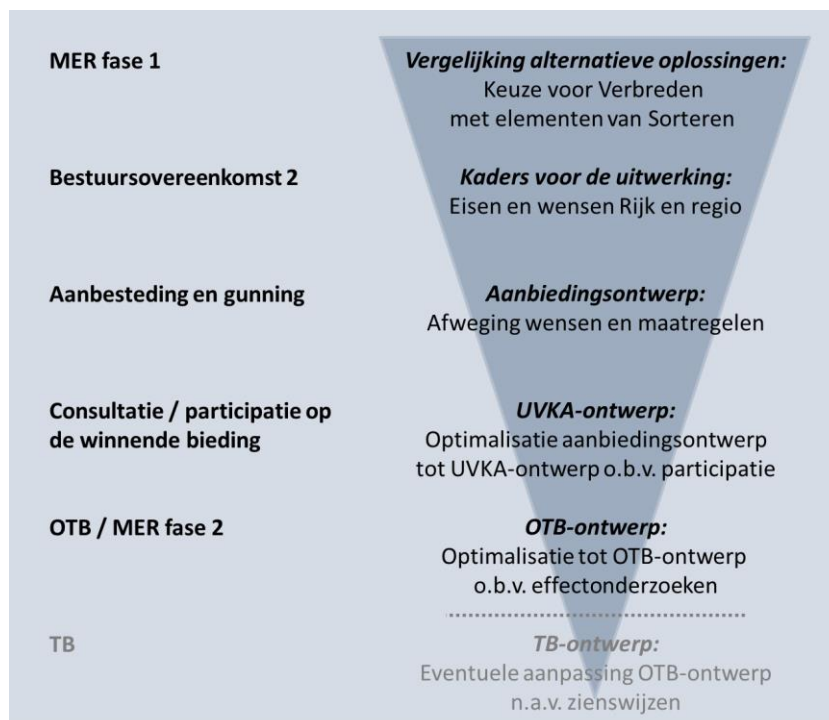 MER fase 1
Vergelijking alternatieve oplossingen:
Keuze voor Verbreden
met elementen van Sorteren
Bestuursovereenkomst 2
Kaders voor de uitwerking:
Eisen en wensen Rijk en regio
Aanbesteding en gunning
Aanbiedingsontwerp:
Afweging wensen en maatregelen
Consultatie / participatie op
de winnende bieding
UVKA-ontwerp:
Optimalisatie aanbiedingsontwerp
tot UVKA-ontwerp o.b.v. participatie
OTB / MER fase 2
OTB-ontwerp:
Optimalisatie tot OTB-ontwerp
o.b.v. effectonderzoeken
TB
TB-ontwerp:
Eventuele aanpassing OTB-ontwerp
n.a.v. zienswijzen